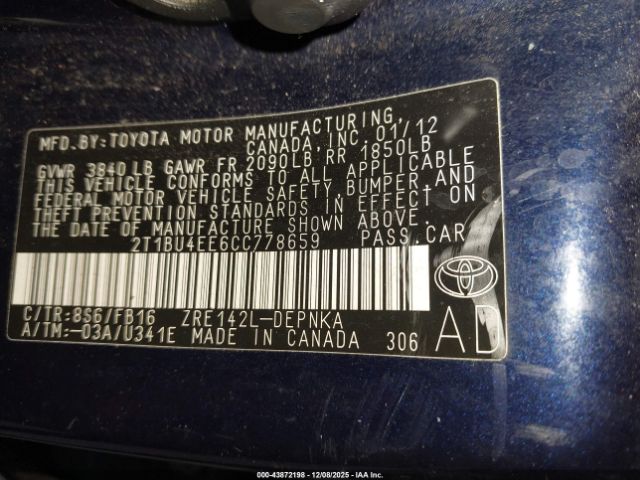 MFD.BY:TOYOTA MOTOR MANUFACTURING,
CANADA,INC. 01/12
GVWR 3840 LB GAWR FR 2090LB RR 1850LB
THIS VEHICLE CONFORMS TO ALL APPLICABLE
FEDERAL MOTOR VEHICLE SAFETY, BUMPER, AND
THEFT PREVENTION STANDARDS IN EFFECT ON
THE DATE OF MANUFACTURE SHOWN ABOVE.
2T1BU4EE6CC778659 PASS.CAR
C/TR:8S6/FB16 ZRE142L-DEPNKA
A/TM:-03A/U341E MADE IN CANADA 306
AD
000-43872198 - 12/08/2025 - IAA Inc.